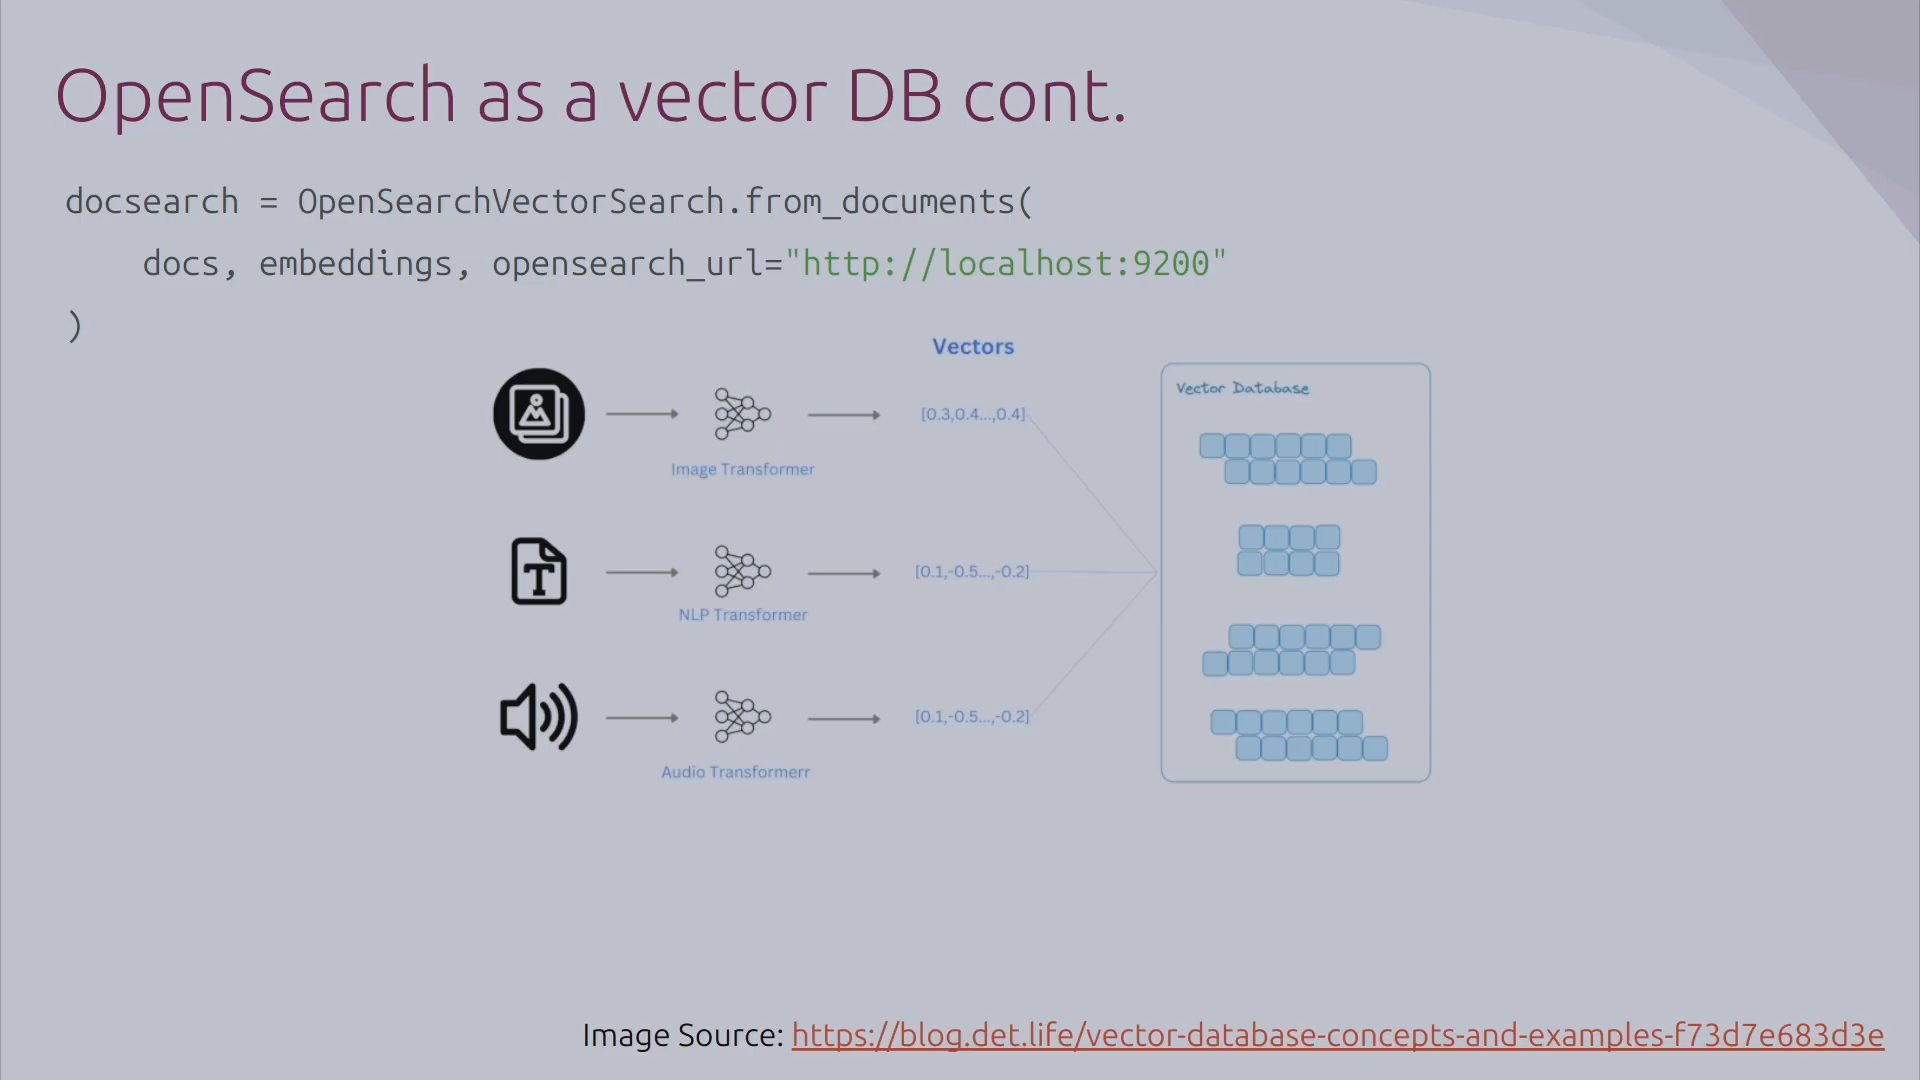 OpenSearch as a vector DB cont.
docsearch = OpenSearchVectorSearch.from_documents(
    docs, embeddings, opensearch_url="http://localhost:9200"
)
Vectors
Vector Database
[0.3,0.4...,0.4]
Image Transformer
T
[0.1,-0.5...,-0.2]
NLP Transformer
[0.1,-0.5...,-0.2]
Audio Transformerr
Image Source: https://blog.det.life/vector-database-concepts-and-examples-f73d7e683d3e